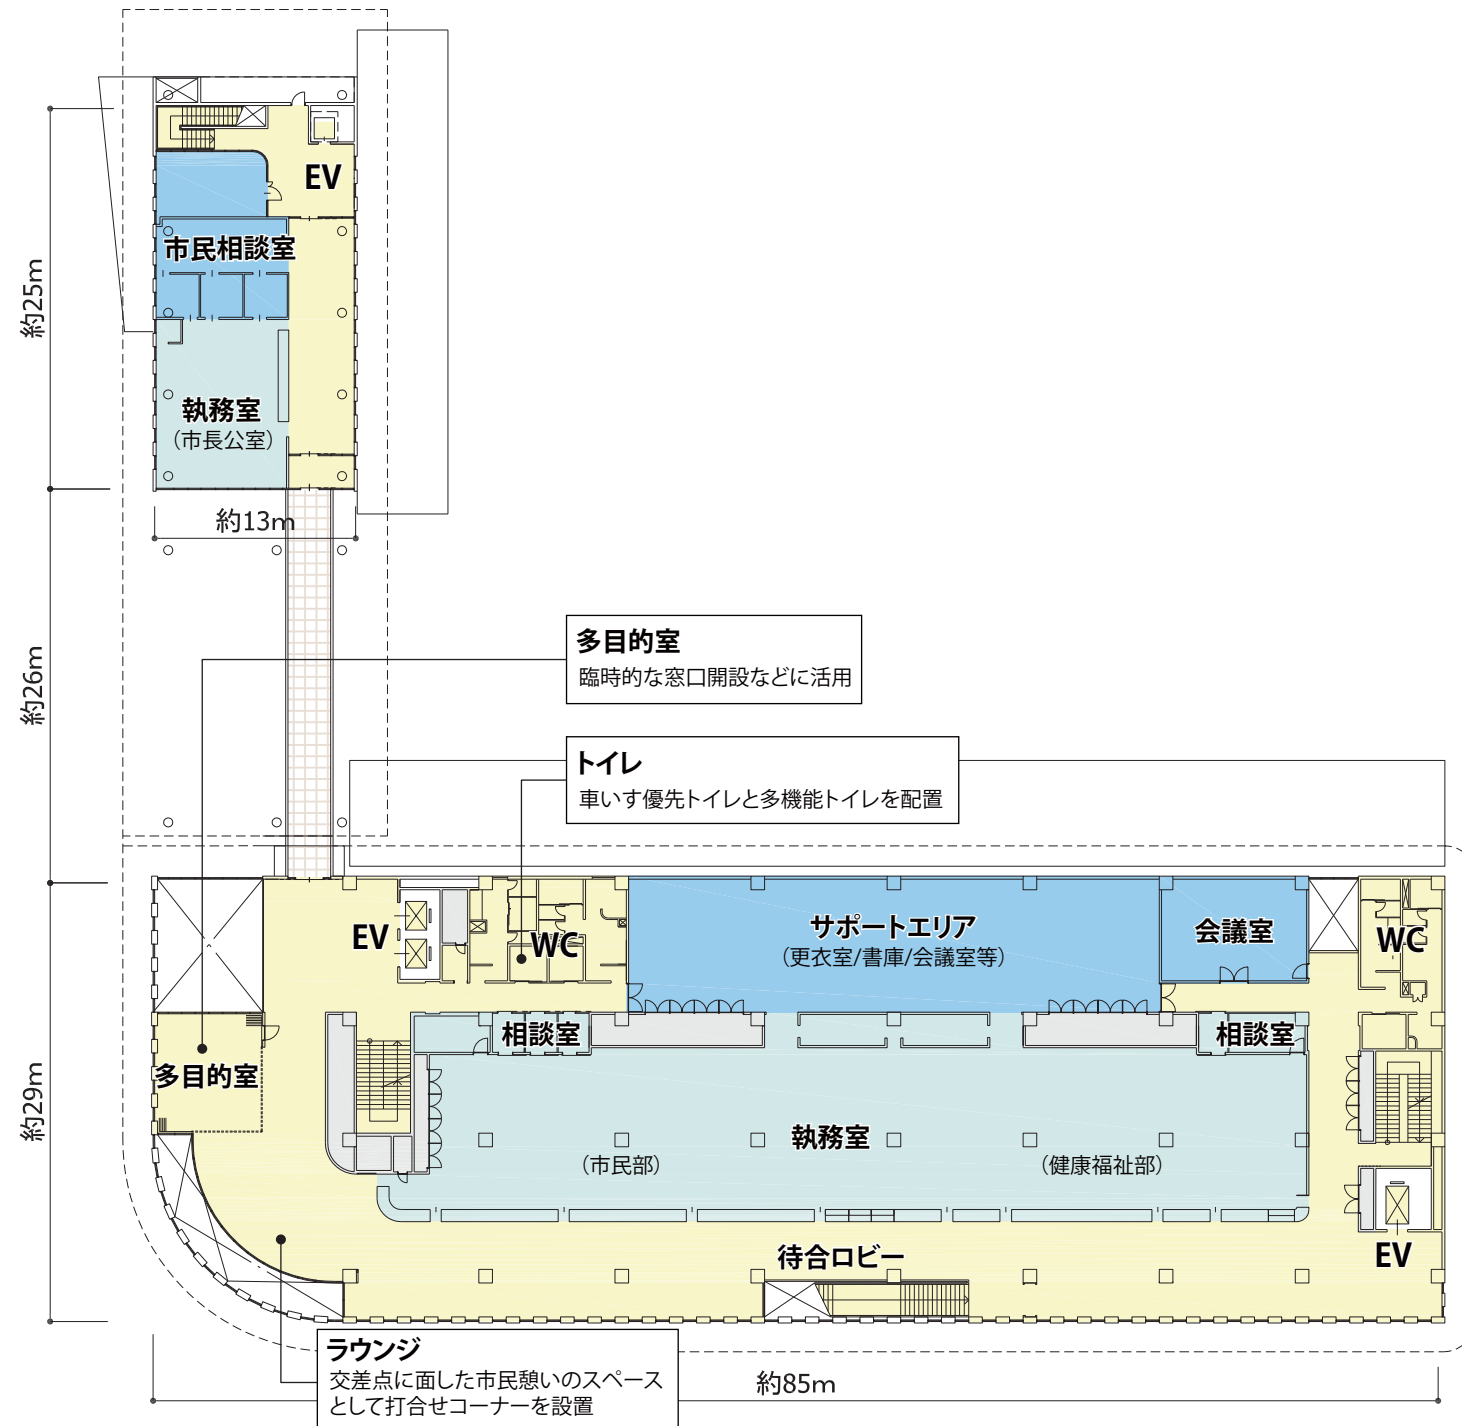 EV
市民相談室
約25m
執務室
（市長公室）
約13m
約26m
多目的室
臨時的な窓口開設などに活用
トイレ
車いす優先トイレと多機能トイレを配置
EV
WC
サポートエリア
（更衣室/書庫/会議室等）
会議室
WC
相談室
相談室
多目的室
約29m
執務室
（市民部）
（健康福祉部）
待合ロビー
EV
ラウンジ
交差点に面した市民憩いのスペース
として打合せコーナーを設置
約85m